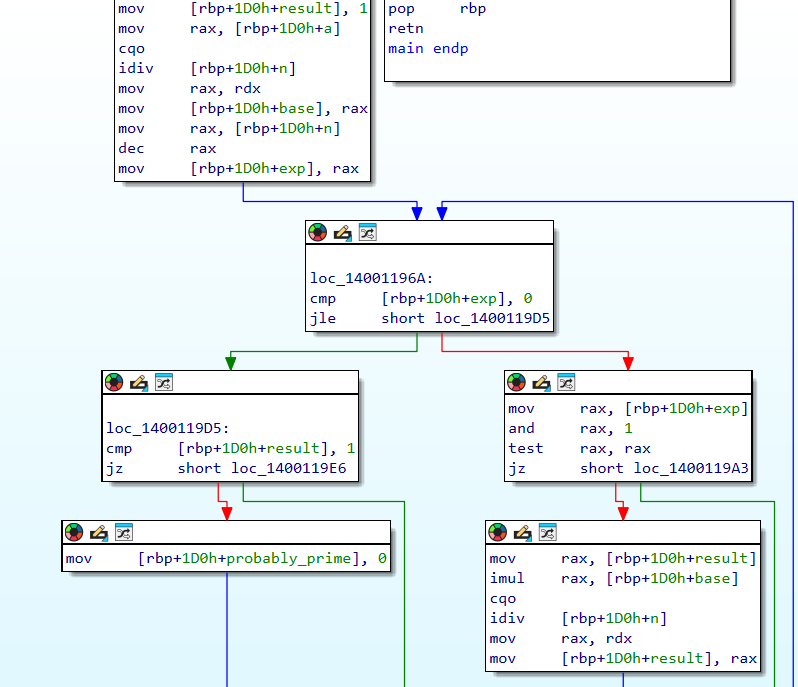 mov [rbp+1D0h+result], 1
mov rax, [rbp+1D0h+a]
cqo
idiv [rbp+1D0h+n]
mov rax, rdx
mov [rbp+1D0h+base], rax
mov rax, [rbp+1D0h+n]
dec rax
mov [rbp+1D0h+exp], rax
pop rbp
retn
main endp
loc_14001196A:
cmp [rbp+1D0h+exp], 0
jle short loc_1400119D5
loc_1400119D5:
cmp [rbp+1D0h+result], 1
jz short loc_1400119E6
mov rax, [rbp+1D0h+exp]
and rax, 1
test rax, rax
jz short loc_1400119A3
mov [rbp+1D0h+probably_prime], 0
mov rax, [rbp+1D0h+result]
imul rax, [rbp+1D0h+base]
cqo
idiv [rbp+1D0h+n]
mov rax, rdx
mov [rbp+1D0h+result], rax